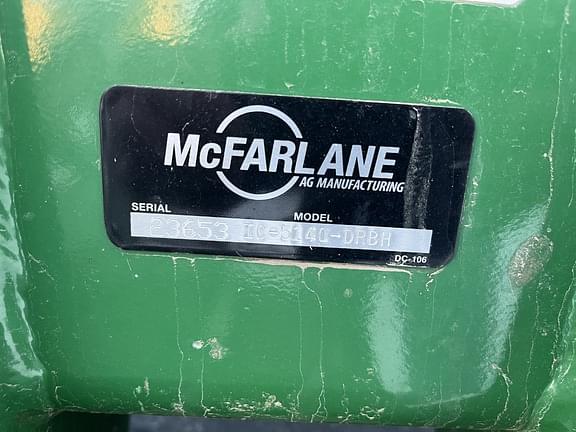 McFARLANE
AG MANUFACTURING
SERIAL MODEL
23653 IC-5140-DRBH
DC-106